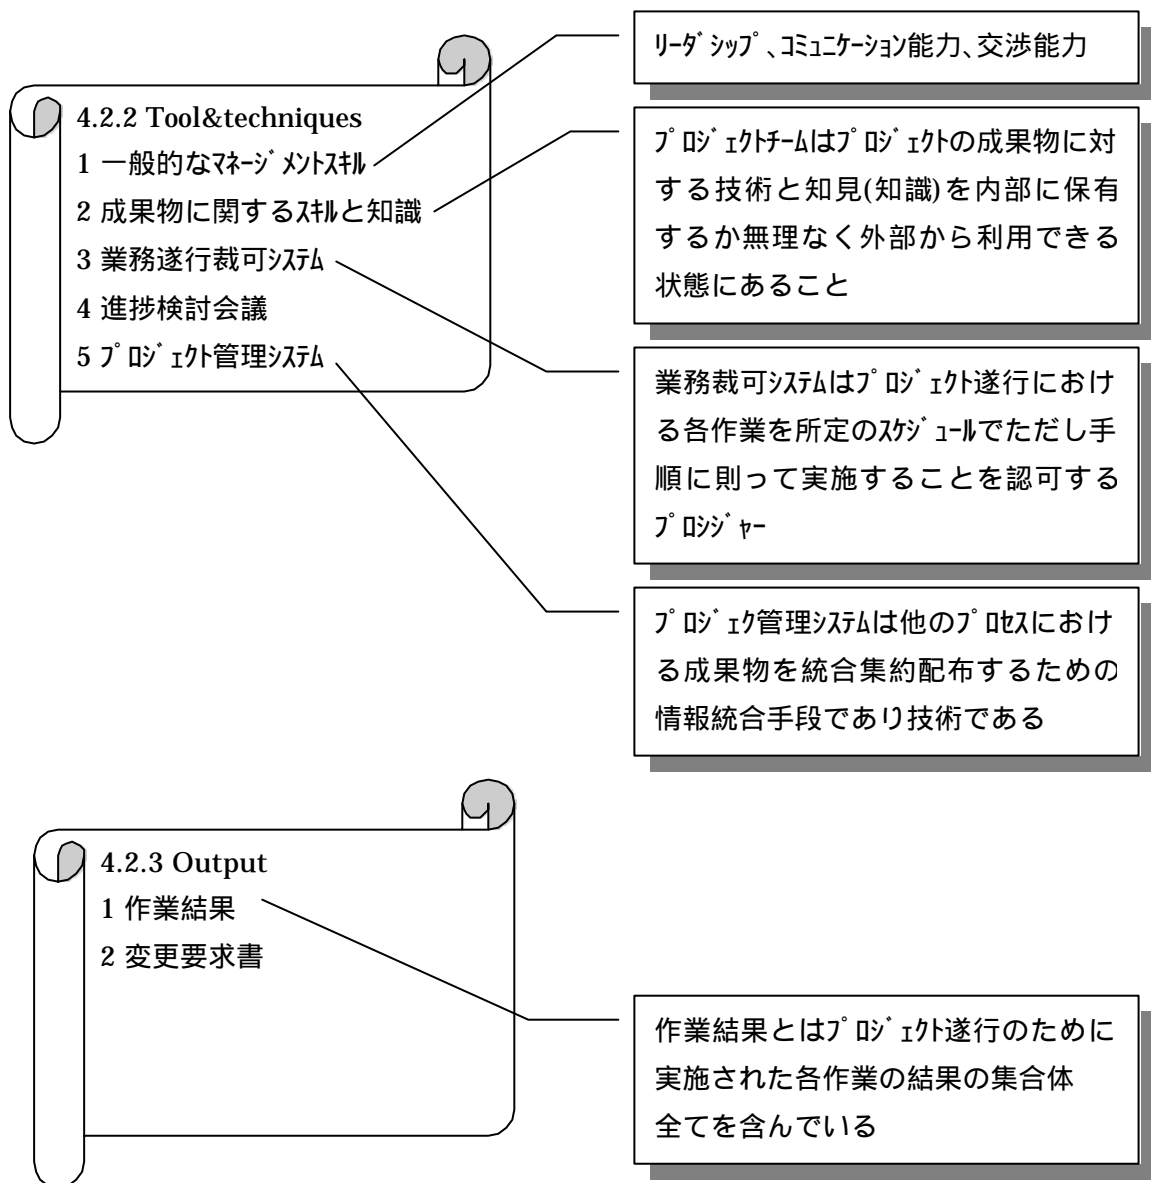 4.2.2 Tool&techniques
1 一般的なﾏﾈｰｼﾞﾒﾝﾄｽｷﾙ
2 成果物に関するｽｷﾙと知識
3 業務遂行裁可ｼｽﾃﾑ
4 進捗検討会議
5 ﾌﾟﾛｼﾞｪｸﾄ管理ｼｽﾃﾑ
ﾘｰﾀﾞｼｯﾌﾟ、ｺﾐｭﾆｹｰｼｮﾝ能力、交渉能力
ﾌﾟﾛｼﾞｪｸﾄﾁｰﾑはﾌﾟﾛｼﾞｪｸﾄの成果物に対
する技術と知見(知識)を内部に保有
するか無理なく外部から利用できる
状態にあること
業務裁可ｼｽﾃﾑはﾌﾟﾛｼﾞｪｸﾄ遂行におけ
る各作業を所定のｽｹｼﾞｭｰﾙでただし手
順に則って実施することを認可する
ﾌﾟﾛｼｼﾞｬｰ
ﾌﾟﾛｼﾞｪｸ管理ｼｽﾃﾑは他のﾌﾟﾛｾｽにおけ
る成果物を統合集約配布するための
情報統合手段であり技術である
4.2.3 Output
1 作業結果
2 変更要求書
作業結果とはﾌﾟﾛｼﾞｪｸﾄ遂行のために
実施された各作業の結果の集合体
全てを含んでいる